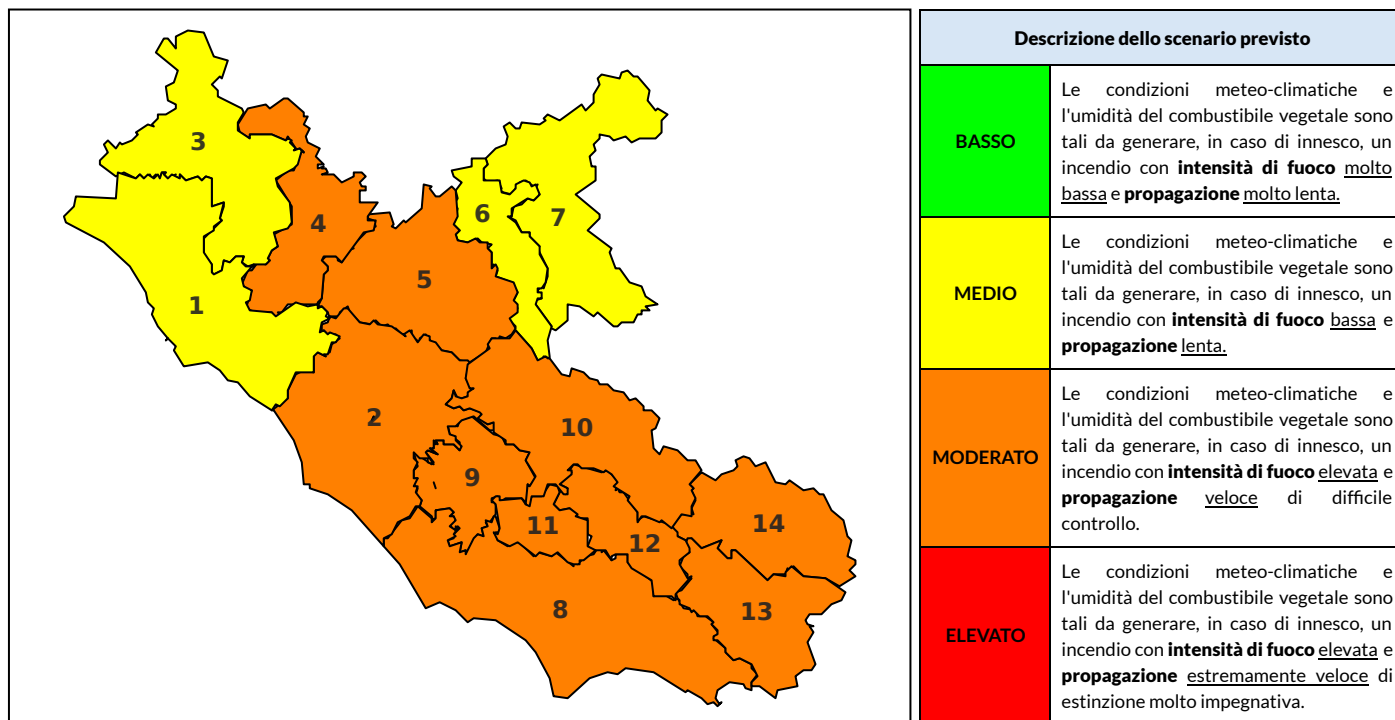 3
4
6
7
5
1
2
10
9
14
11
12
8
13
Descrizione dello scenario previsto
BASSO
Le condizioni meteo-climatiche e
l'umidità del combustibile vegetale sono
tali da generare, in caso di innesco, un
incendio con intensità di fuoco molto
bassa e propagazione molto lenta.
MEDIO
Le condizioni meteo-climatiche e
l'umidità del combustibile vegetale sono
tali da generare, in caso di innesco, un
incendio con intensità di fuoco bassa e
propagazione lenta.
MODERATO
Le condizioni meteo-climatiche e
l'umidità del combustibile vegetale sono
tali da generare, in caso di innesco, un
incendio con intensità di fuoco elevata e
propagazione veloce di difficile
controllo.
ELEVATO
Le condizioni meteo-climatiche e
l'umidità del combustibile vegetale sono
tali da generare, in caso di innesco, un
incendio con intensità di fuoco elevata e
propagazione estremamente veloce di
estinzione molto impegnativa.